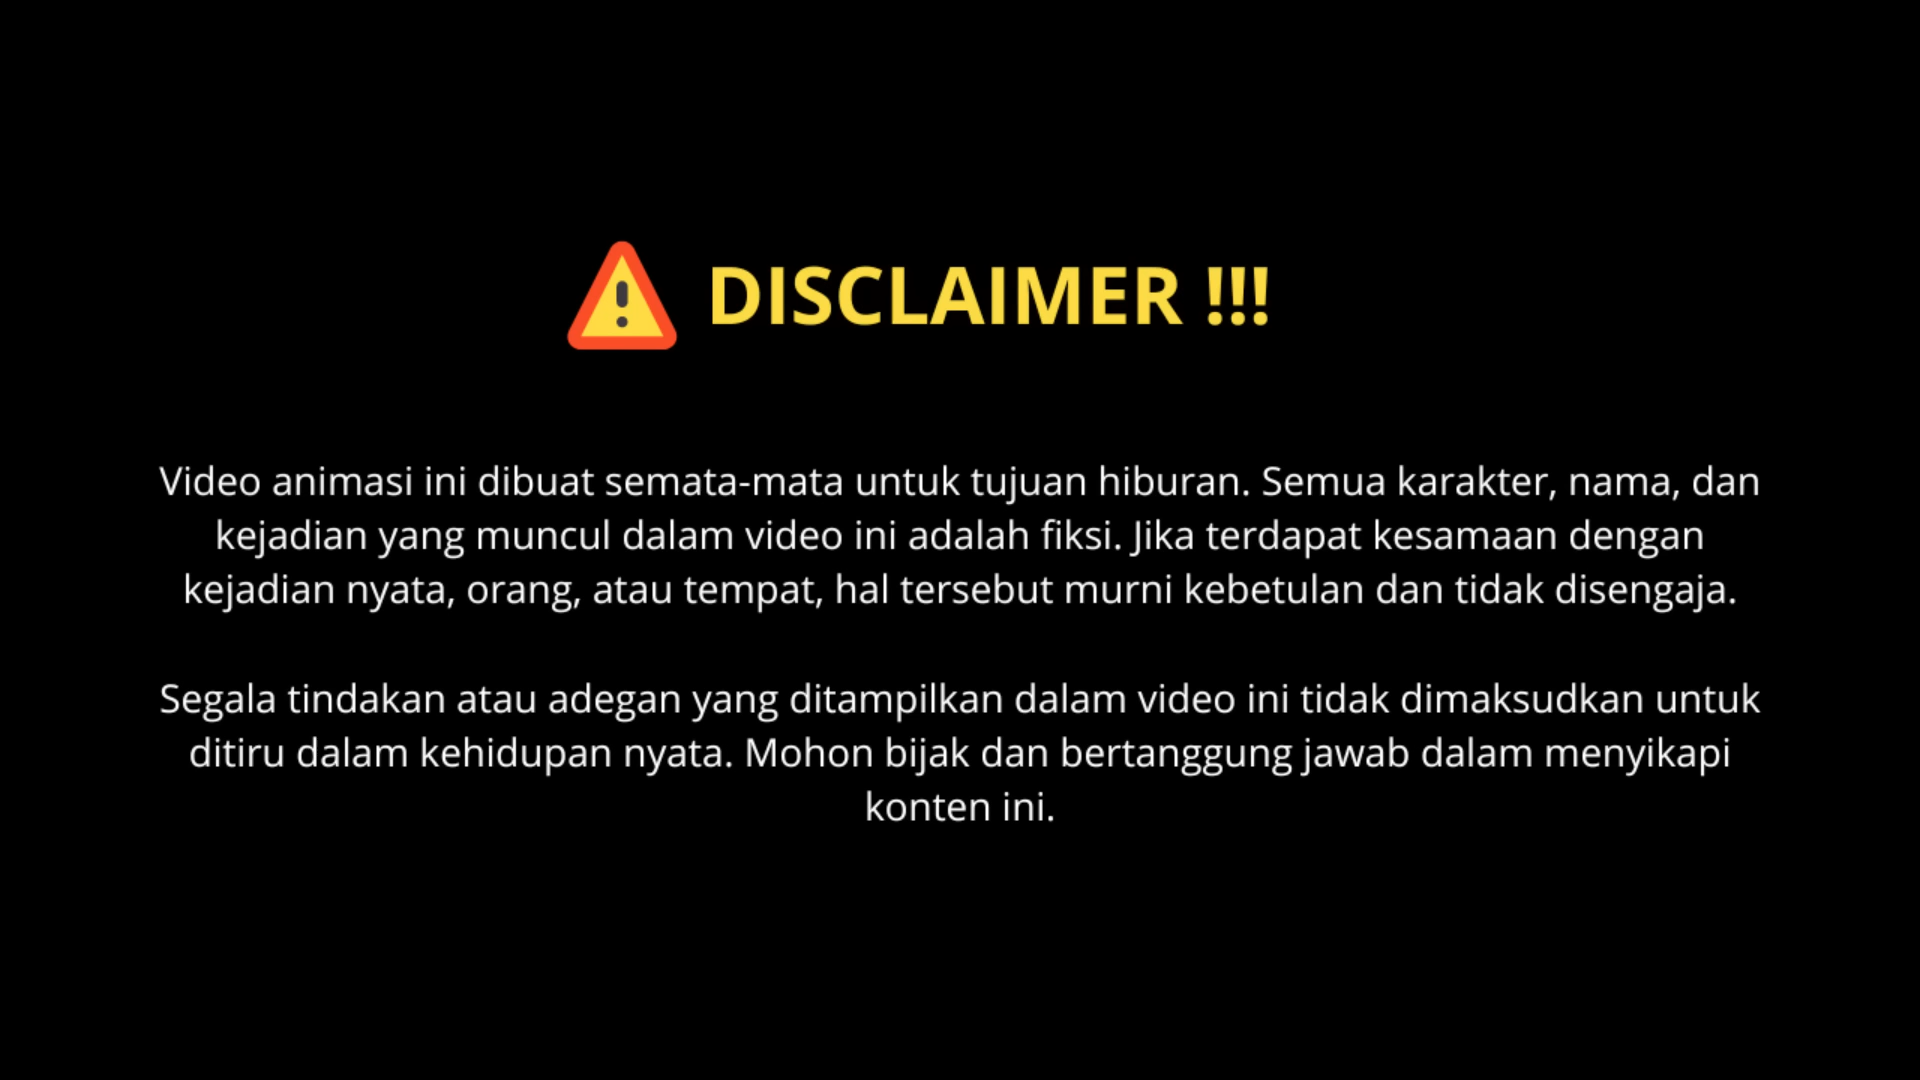 DISCLAIMER !!!
Video animasi ini dibuat semata-mata untuk tujuan hiburan. Semua karakter, nama, dan
kejadian yang muncul dalam video ini adalah fiksi. Jika terdapat kesamaan dengan
kejadian nyata, orang, atau tempat, hal tersebut murni kebetulan dan tidak disengaja.
Segala tindakan atau adegan yang ditampilkan dalam video ini tidak dimaksudkan untuk
ditiru dalam kehidupan nyata. Mohon bijak dan bertanggung jawab dalam menyikapi
konten ini.